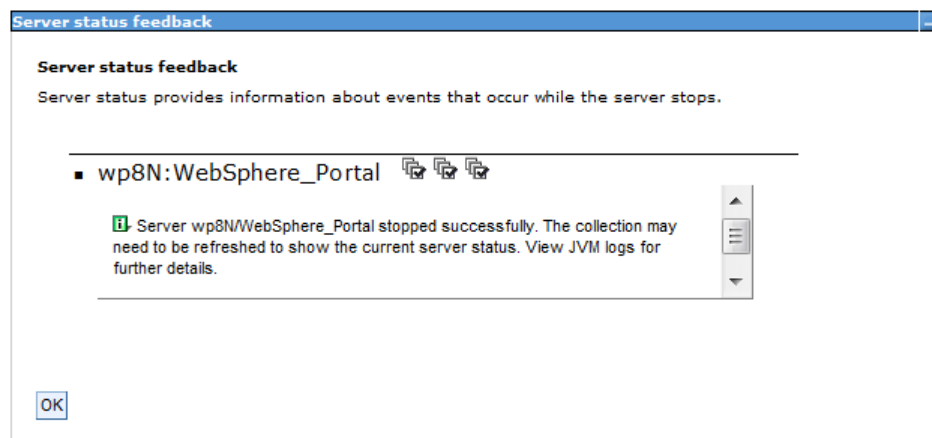 Server status feedback
Server status feedback
Server status provides information about events that occur while the server stops.
wp8N:WebSphere_Portal
Server wp8N/WebSphere_Portal stopped successfully. The collection may
need to be refreshed to show the current server status. View JVM logs for
further details.
OK